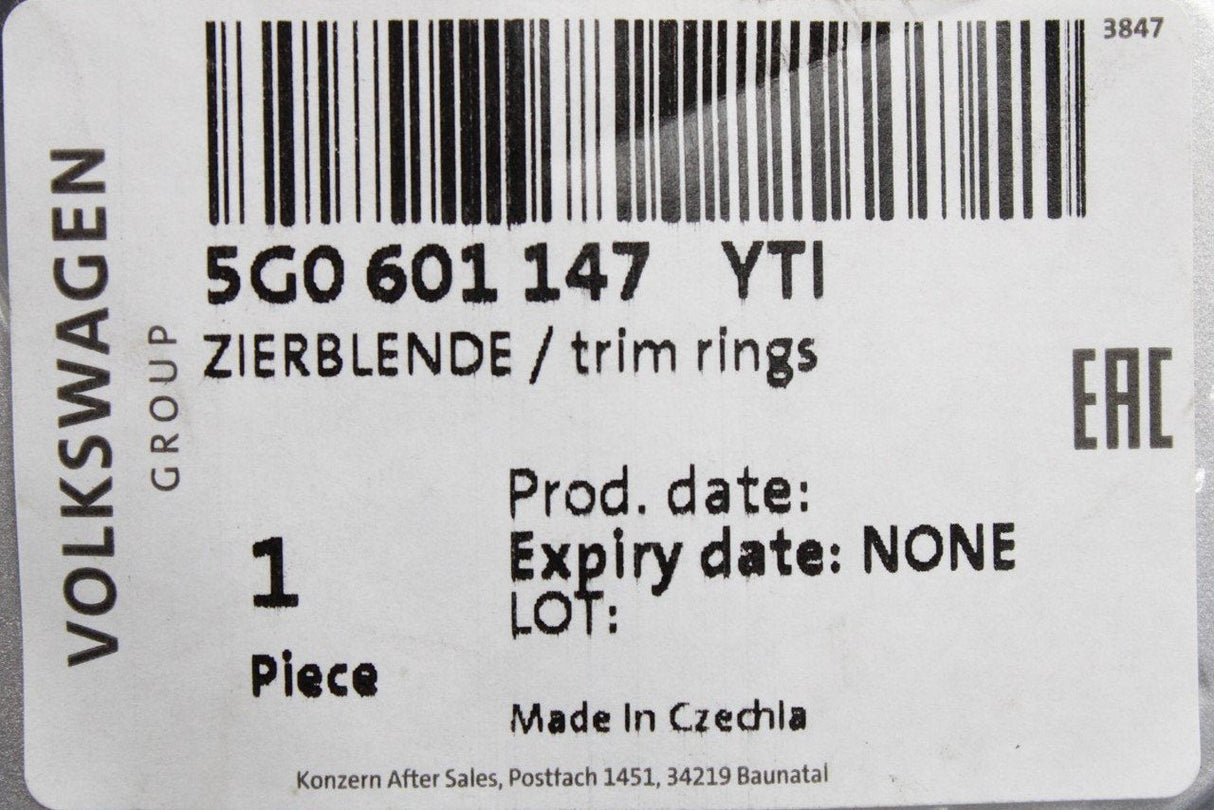 3847
VOLKSWAGEN
GROUP
5G0 601 147 YTI
ZIERBLENDE / trim rings
EAC
Prod. date:
Expiry date: NONE
LOT:
1
Piece
Made In Czechia
Konzern After Sales, Postfach 1451, 34219 Baunatal